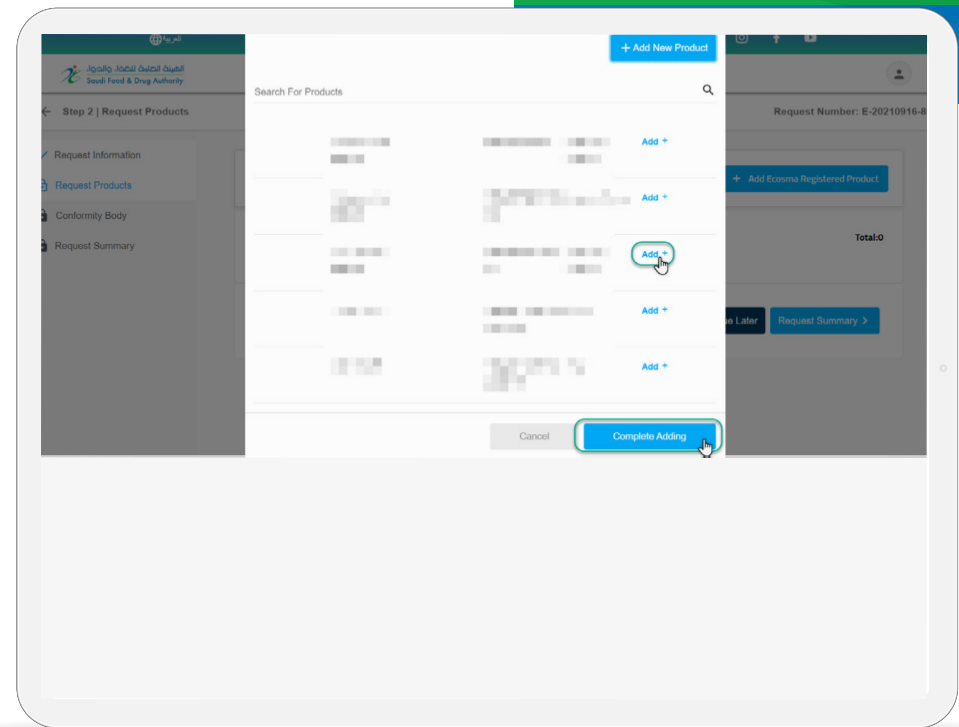 العربية
+ Add New Product
الهيئة العامة للغذاء والدواء
Saudi Food & Drug Authority
Search For Products
← Step 2 | Request Products
Request Number: E-20210916-8
Add +
Request Information
+ Add Ecosma Registered Product
Request Products
Add +
Conformity Body
Total:0
Request Summary
Add +
Add +
e Later
Request Summary >
Add +
Cancel
Complete Adding